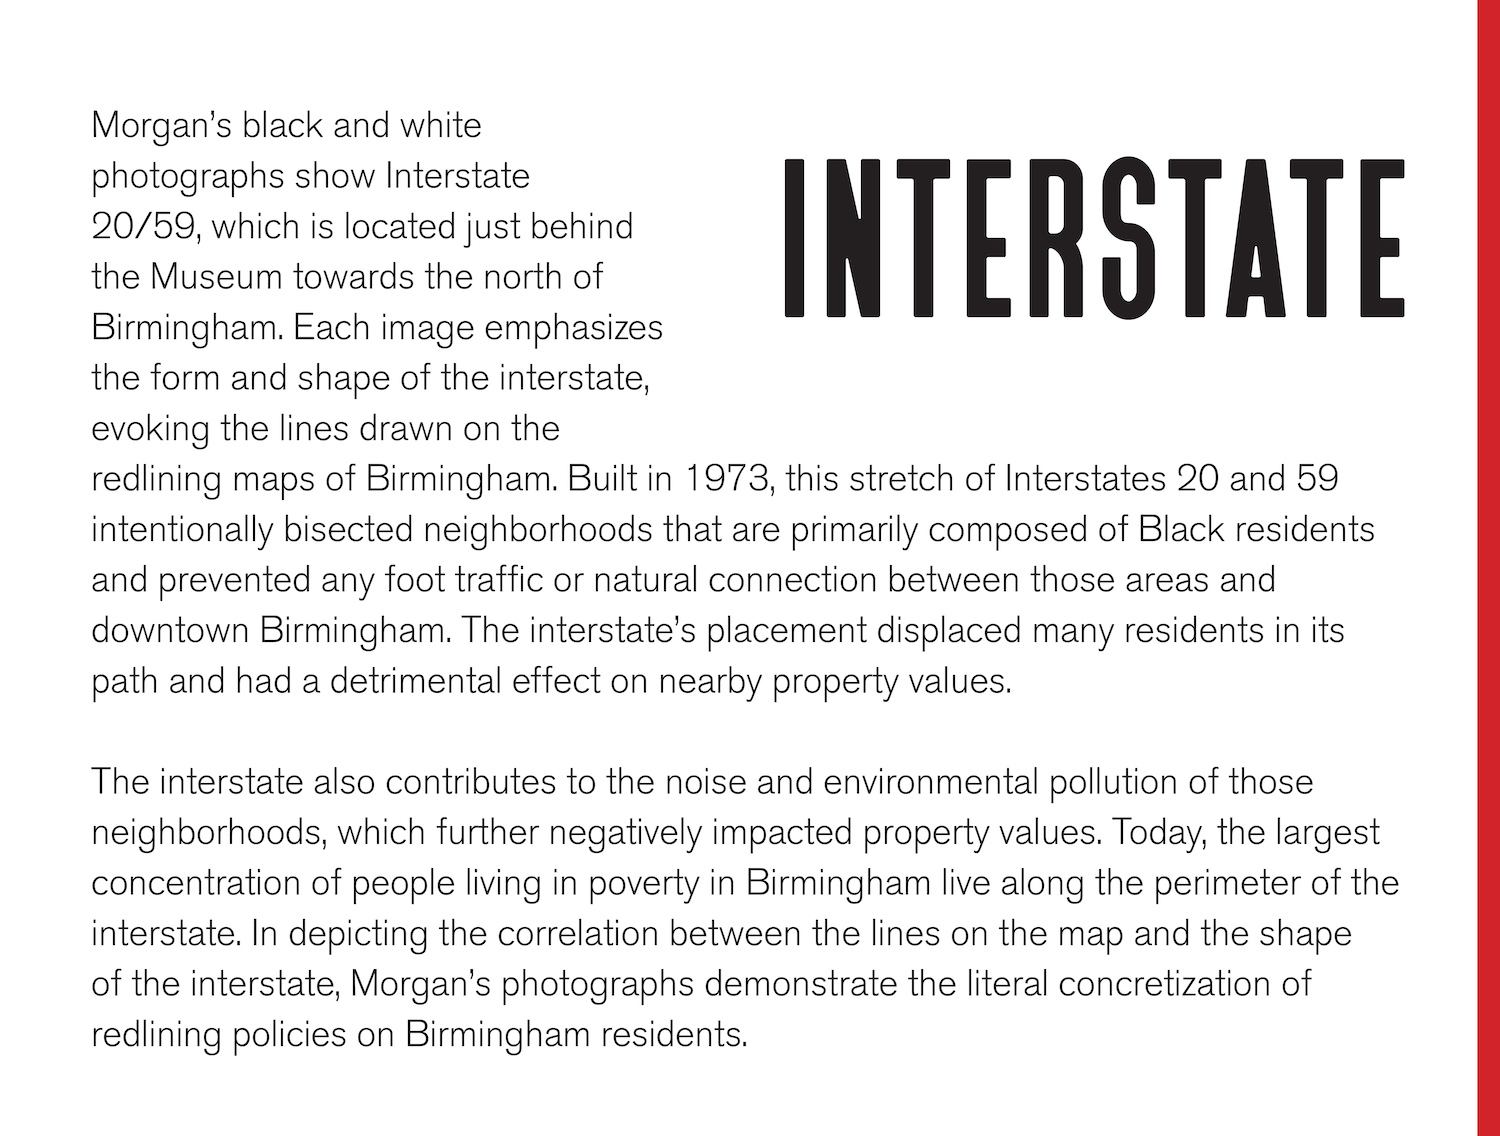 INTERSTATE
Morgan’s black and white
photographs show Interstate
20/59, which is located just behind
the Museum towards the north of
Birmingham. Each image emphasizes
the form and shape of the interstate,
evoking the lines drawn on the
redlining maps of Birmingham. Built in 1973, this stretch of Interstates 20 and 59
intentionally bisected neighborhoods that are primarily composed of Black residents
and prevented any foot traffic or natural connection between those areas and
downtown Birmingham. The interstate’s placement displaced many residents in its
path and had a detrimental effect on nearby property values.
The interstate also contributes to the noise and environmental pollution of those
neighborhoods, which further negatively impacted property values. Today, the largest
concentration of people living in poverty in Birmingham live along the perimeter of the
interstate. In depicting the correlation between the lines on the map and the shape
of the interstate, Morgan’s photographs demonstrate the literal concretization of
redlining policies on Birmingham residents.